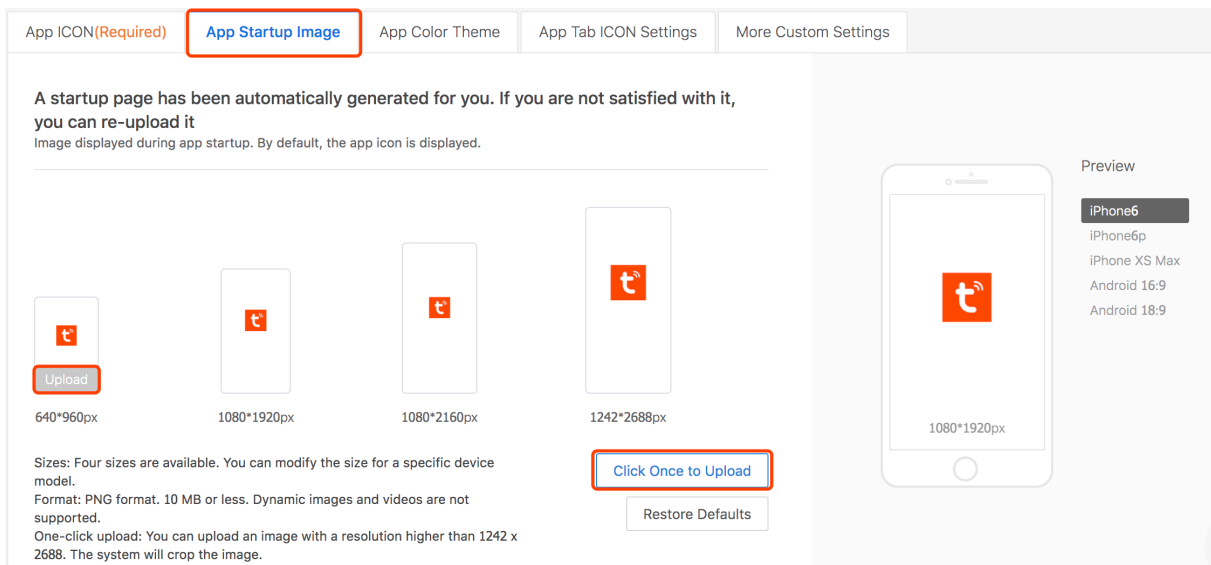 App ICON(Required)
App Startup Image
App Color Theme
App Tab ICON Settings
More Custom Settings
A startup page has been automatically generated for you. If you are not satisfied with it,
you can re-upload it
Image displayed during app startup. By default, the app icon is displayed.
Upload
640*960px
1080*1920px
1080*2160px
1242*2688px
Sizes: Four sizes are available. You can modify the size for a specific device
model.
Format: PNG format. 10 MB or less. Dynamic images and videos are not
supported.
One-click upload: You can upload an image with a resolution higher than 1242 x
2688. The system will crop the image.
Click Once to Upload
Restore Defaults
1080*1920px
Preview
iPhone6
iPhone6p
iPhone XS Max
Android 16:9
Android 18:9